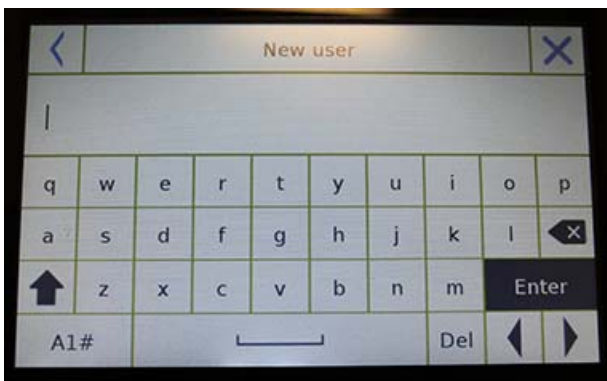 New user
q w e r t y u i o p
a s d f g h j k l
z x c v b n m Enter
A1# Del